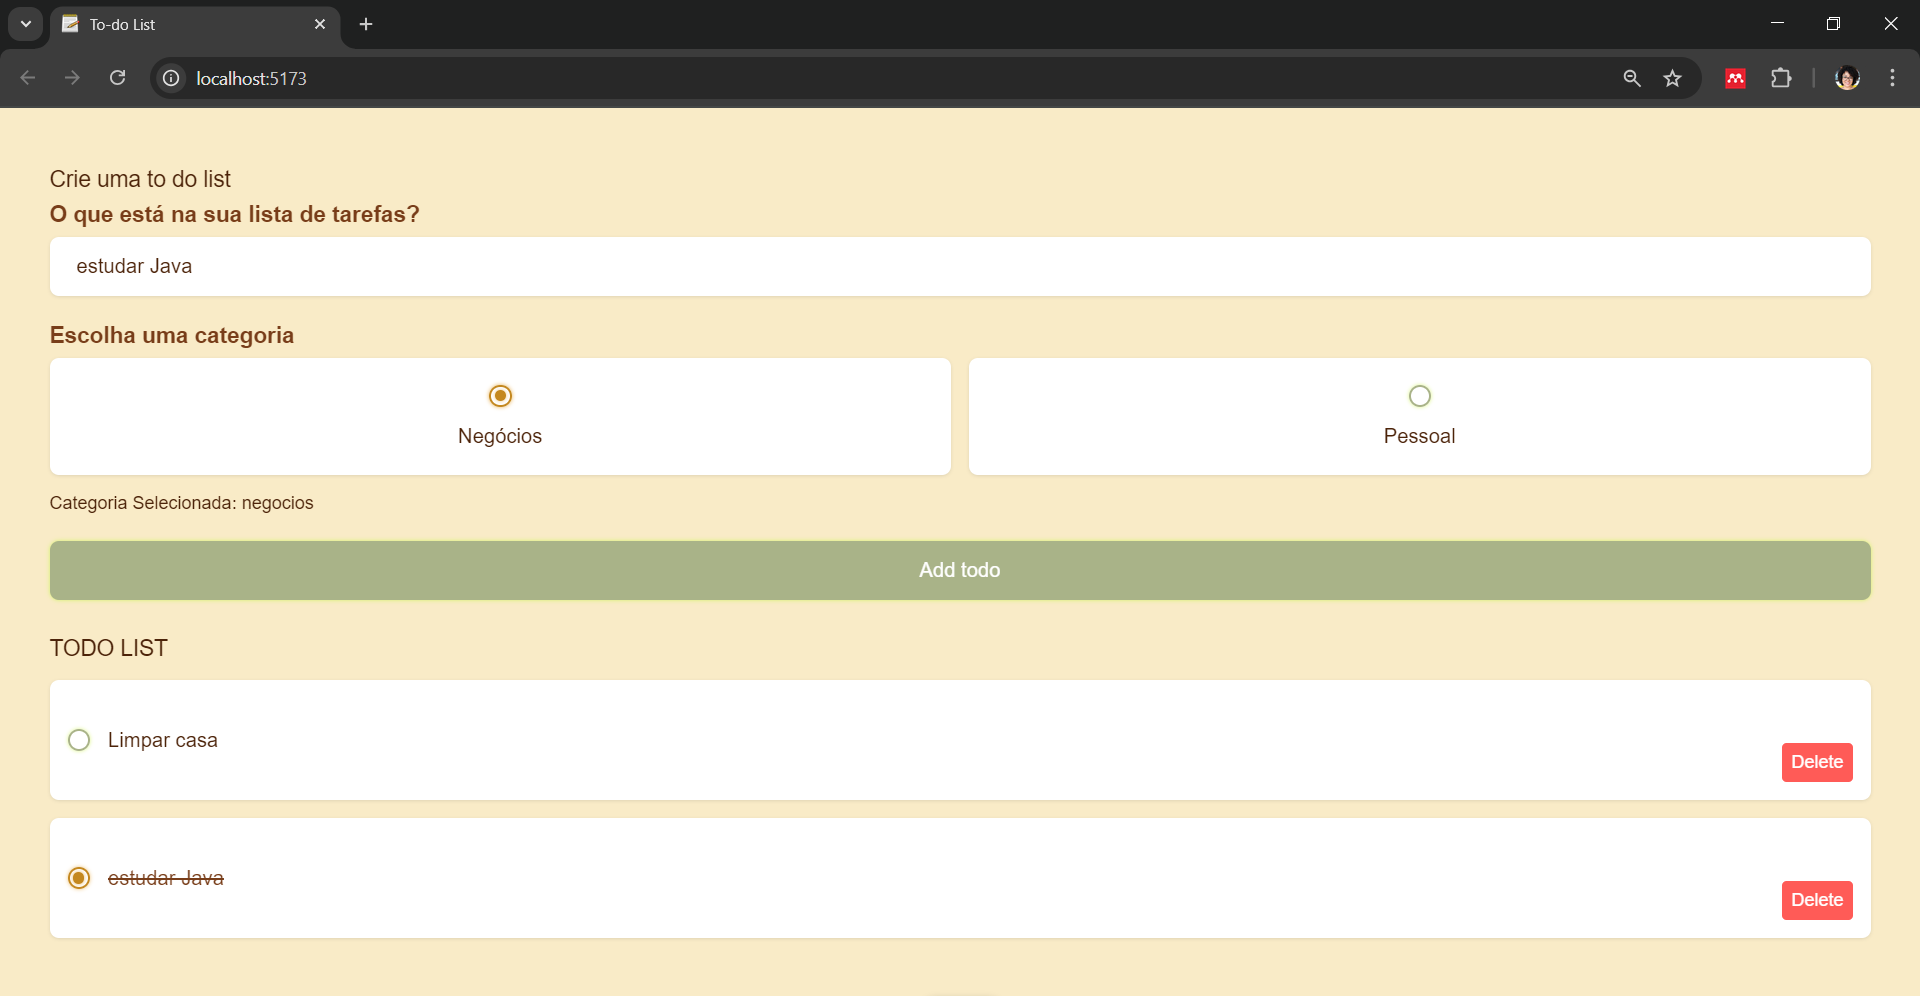 To-do List
localhost:5173
Crie uma to do list
O que está na sua lista de tarefas?
estudar Java
Escolha uma categoria
Negócios
Pessoal
Categoria Selecionada: negocios
Add todo
TODO LIST
Limpar casa
Delete
estudar Java
Delete